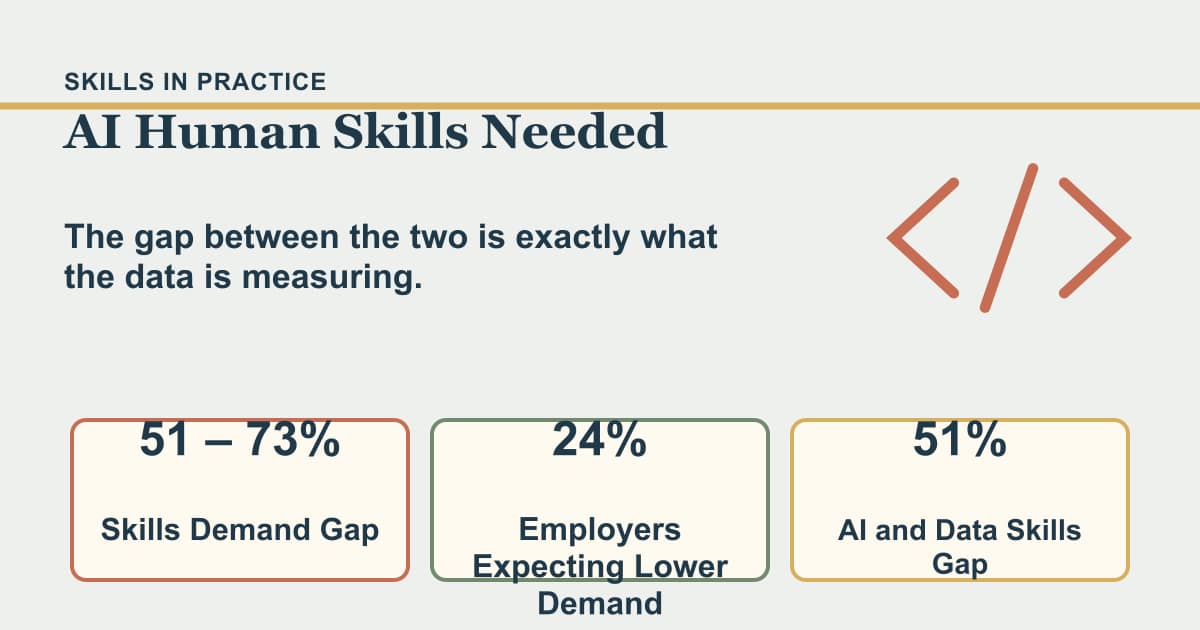 SKILLS IN PRACTICE
AI Human Skills Needed
The gap between the two is exactly what
the data is measuring.
51 – 73%
Skills Demand Gap
24%
Employers
Expecting Lower
Demand
51%
AI and Data Skills
Gap